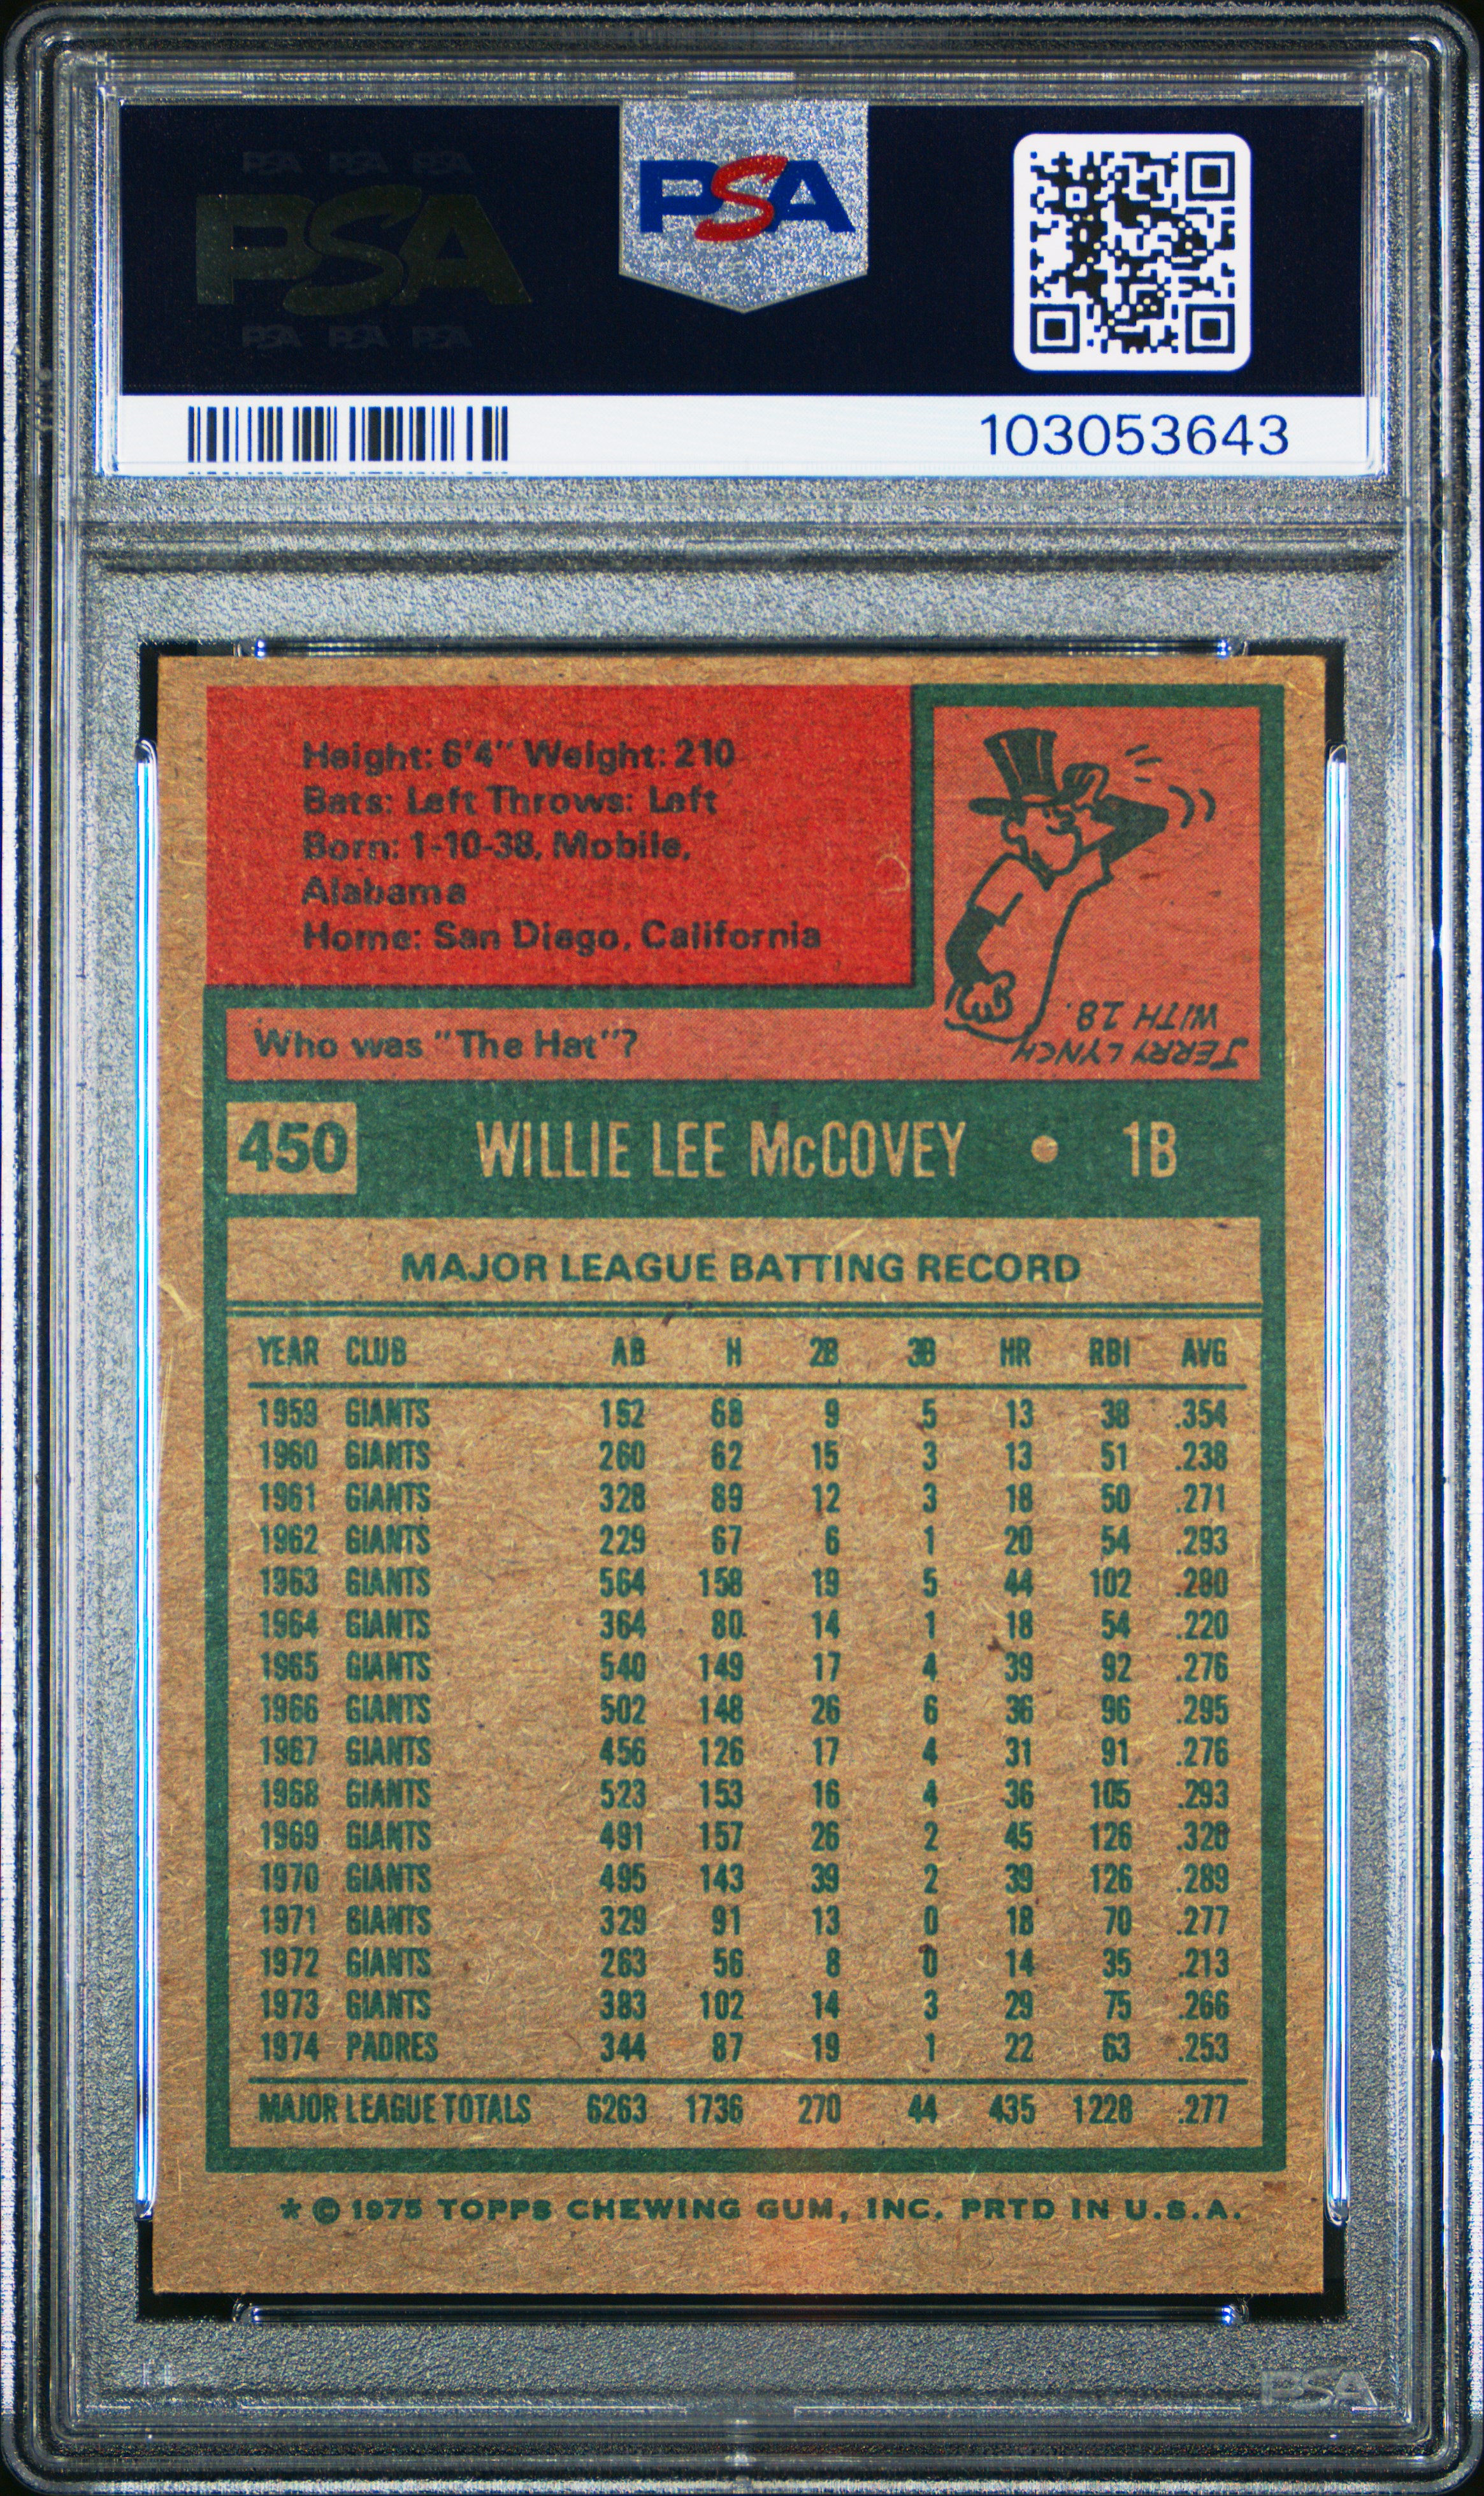 PSA PSA PSA
PSA
PSA PSA PSA
PSA
103053643
Height: 6'4" Weight: 210
Bats: Left Throws: Left
Born: 1-10-38, Mobile,
Alabama
Home: San Diego, California
Who was "The Hat"?
JERRY LYNCH
WITH 18.
450 WILLIE LEE McCOVEY • 1B
MAJOR LEAGUE BATTING RECORD
YEAR CLUB AB H 2B 3B HR RBI AVG
1959 GIANTS 192 68 9 5 13 38 .354
1960 GIANTS 260 62 15 3 13 51 .238
1961 GIANTS 328 89 12 3 18 50 .271
1962 GIANTS 229 67 6 1 20 54 .293
1963 GIANTS 564 158 19 5 44 102 .280
1964 GIANTS 364 80 14 1 18 54 .220
1965 GIANTS 540 149 17 4 39 92 .276
1966 GIANTS 502 148 26 6 36 96 .295
1967 GIANTS 456 126 17 4 31 91 .276
1968 GIANTS 523 153 16 4 36 105 .293
1969 GIANTS 491 157 26 2 45 126 .320
1970 GIANTS 495 143 39 2 39 126 .289
1971 GIANTS 329 91 13 0 18 70 .277
1972 GIANTS 263 56 8 0 14 35 .213
1973 GIANTS 383 102 14 3 29 75 .266
1974 PADRES 344 87 19 1 22 63 .253
MAJOR LEAGUE TOTALS 6263 1736 270 44 435 1228 .277
* © 1975 TOPPS CHEWING GUM, INC. PRTD IN U.S.A.
PSA